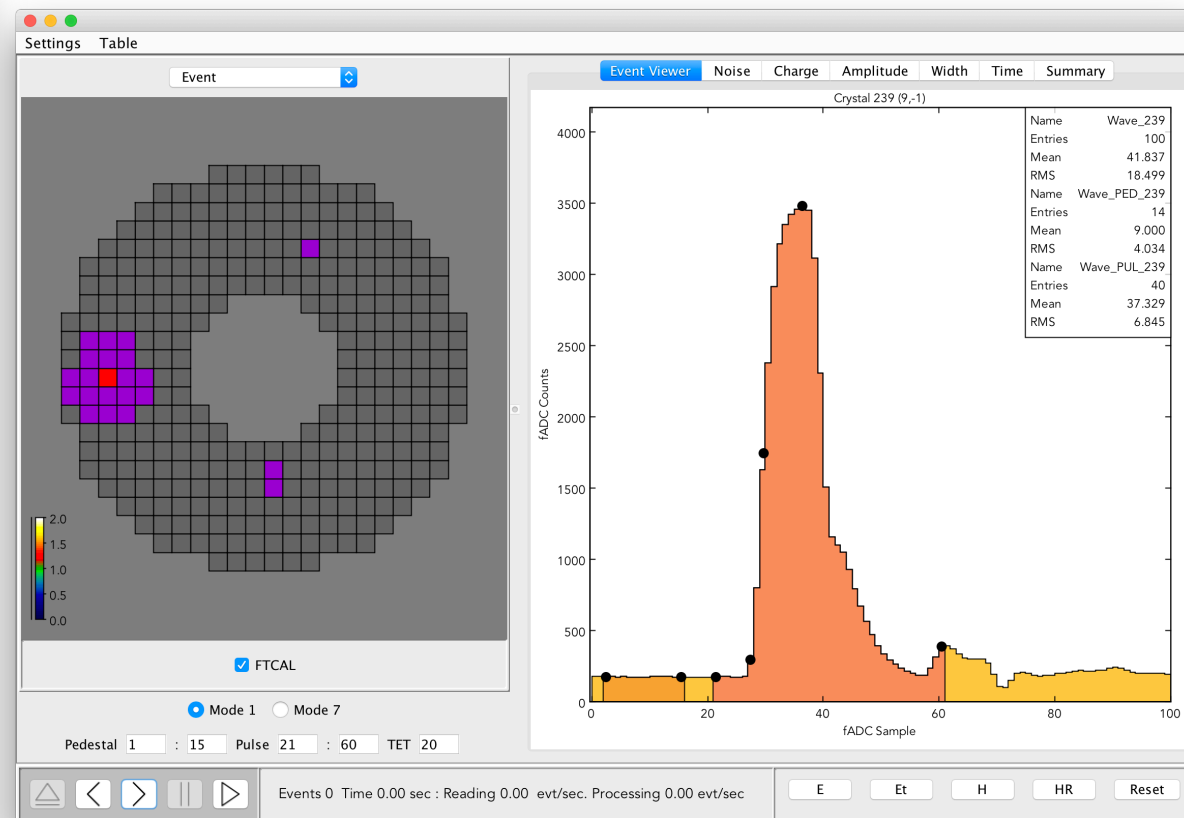 Settings Table
Event
Event Viewer Noise Charge Amplitude Width Time Summary
Crystal 239 (9,-1)
Name Wave_239
Entries 100
Mean 41.837
RMS 18.499
Name Wave_PED_239
Entries 14
Mean 9.000
RMS 4.034
Name Wave_PUL_239
Entries 40
Mean 37.329
RMS 6.845
4000
3500
3000
2500
2000
1500
1000
500
0
fADC Counts
0 20 40 60 80 100
fADC Sample
2.0
1.5
1.0
0.5
0.0
FTCAL
Mode 1 Mode 7
Pedestal 1 : 15 Pulse 21 : 60 TET 20
Events 0 Time 0.00 sec : Reading 0.00 evt/sec. Processing 0.00 evt/sec
E Et H HR Reset